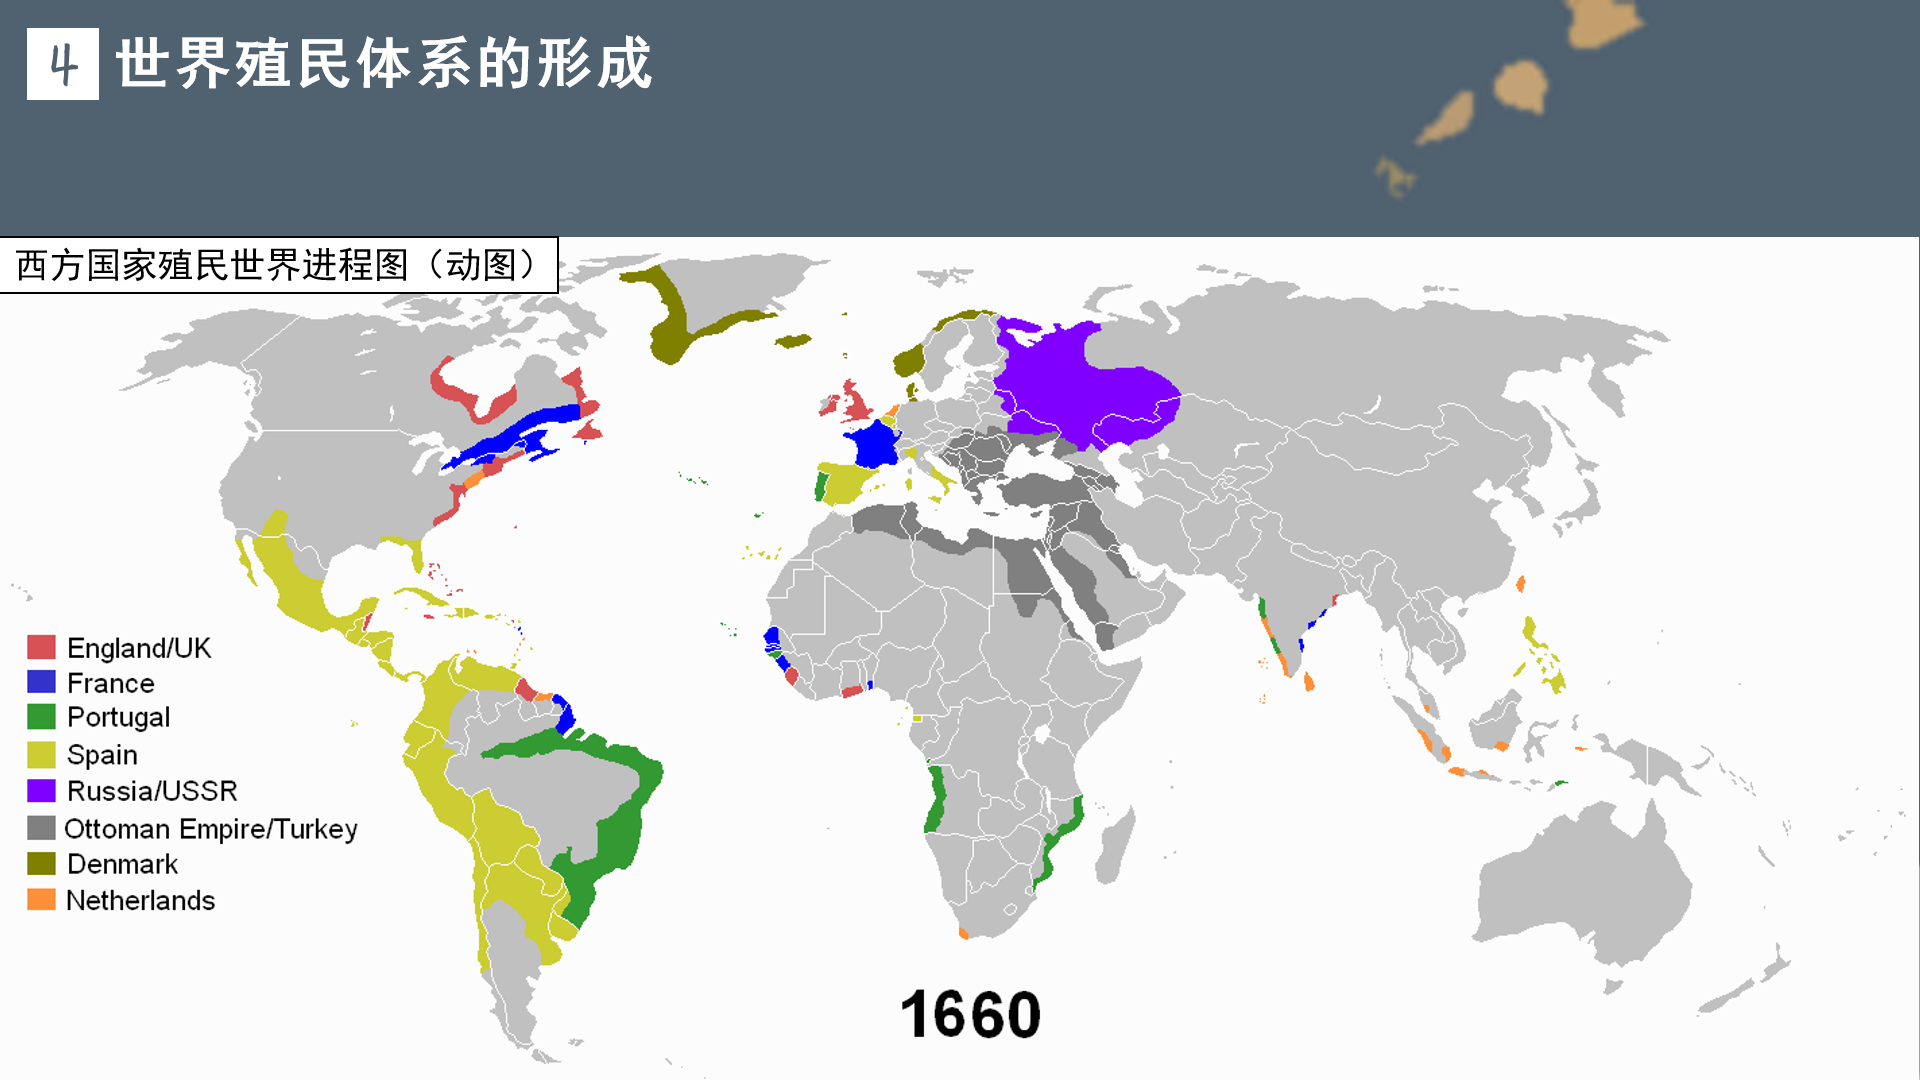 4 世界殖民体系的形成
西方国家殖民世界进程图（动图）
England/UK
France
Portugal
Spain
Russia/USSR
Ottoman Empire/Turkey
Denmark
Netherlands
1660